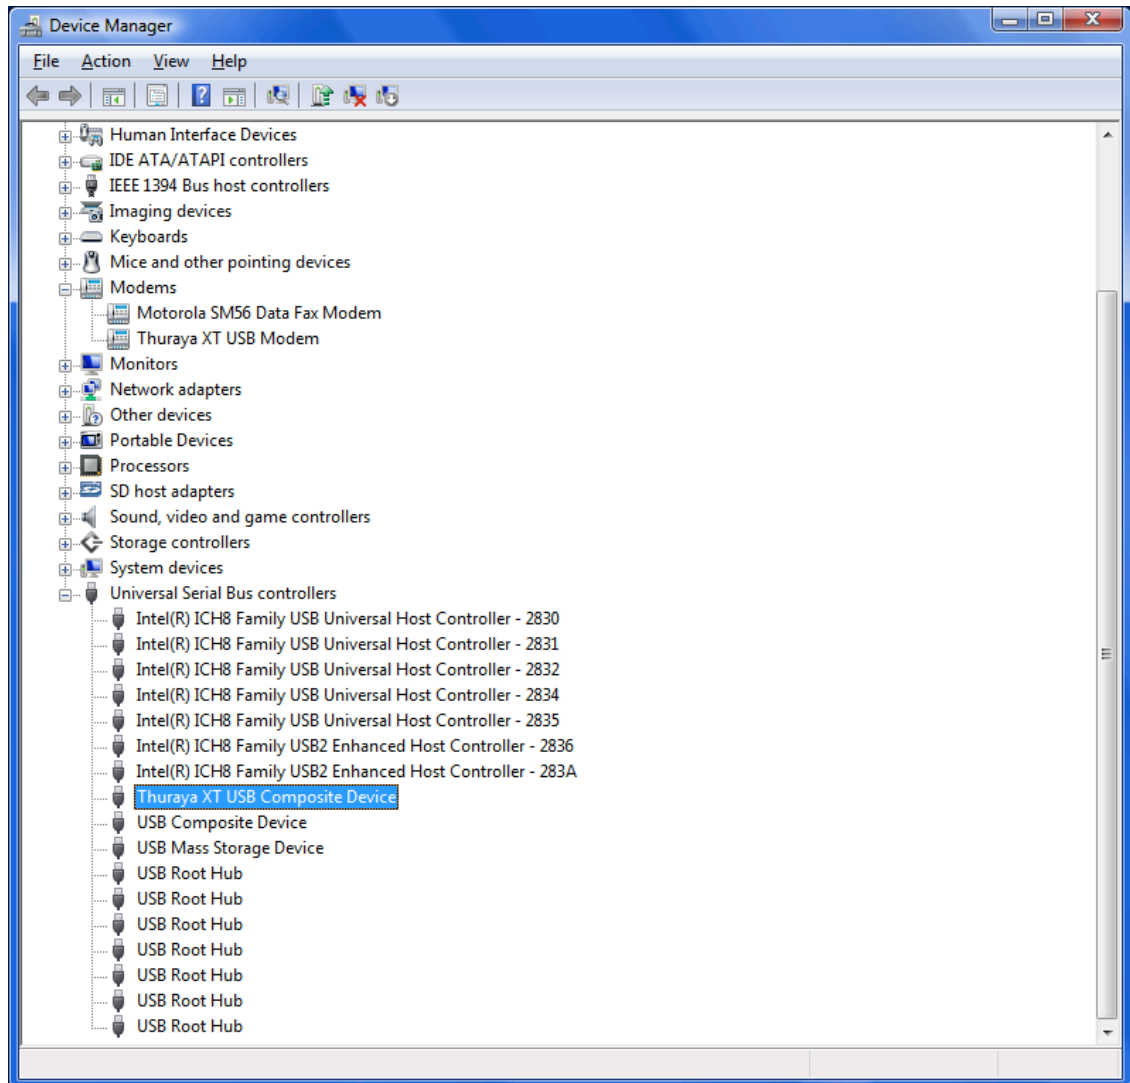 Device Manager
File Action View Help
Human Interface Devices
IDE ATA/ATAPI controllers
IEEE 1394 Bus host controllers
Imaging devices
Keyboards
Mice and other pointing devices
Modems
Motorola SM56 Data Fax Modem
Thuraya XT USB Modem
Monitors
Network adapters
Other devices
Portable Devices
Processors
SD host adapters
Sound, video and game controllers
Storage controllers
System devices
Universal Serial Bus controllers
Intel(R) ICH8 Family USB Universal Host Controller - 2830
Intel(R) ICH8 Family USB Universal Host Controller - 2831
Intel(R) ICH8 Family USB Universal Host Controller - 2832
Intel(R) ICH8 Family USB Universal Host Controller - 2834
Intel(R) ICH8 Family USB Universal Host Controller - 2835
Intel(R) ICH8 Family USB2 Enhanced Host Controller - 2836
Intel(R) ICH8 Family USB2 Enhanced Host Controller - 283A
Thuraya XT USB Composite Device
USB Composite Device
USB Mass Storage Device
USB Root Hub
USB Root Hub
USB Root Hub
USB Root Hub
USB Root Hub
USB Root Hub
USB Root Hub